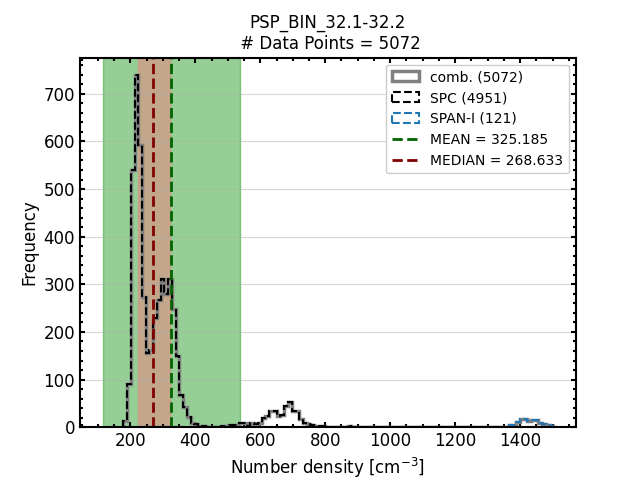 PSP_BIN_32.1-32.2
# Data Points = 5072
comb. (5072)
SPC (4951)
SPAN-I (121)
MEAN = 325.185
MEDIAN = 268.633
Frequency
700
600
500
400
300
200
100
0
200 400 600 800 1000 1200 1400
Number density [cm⁻³]